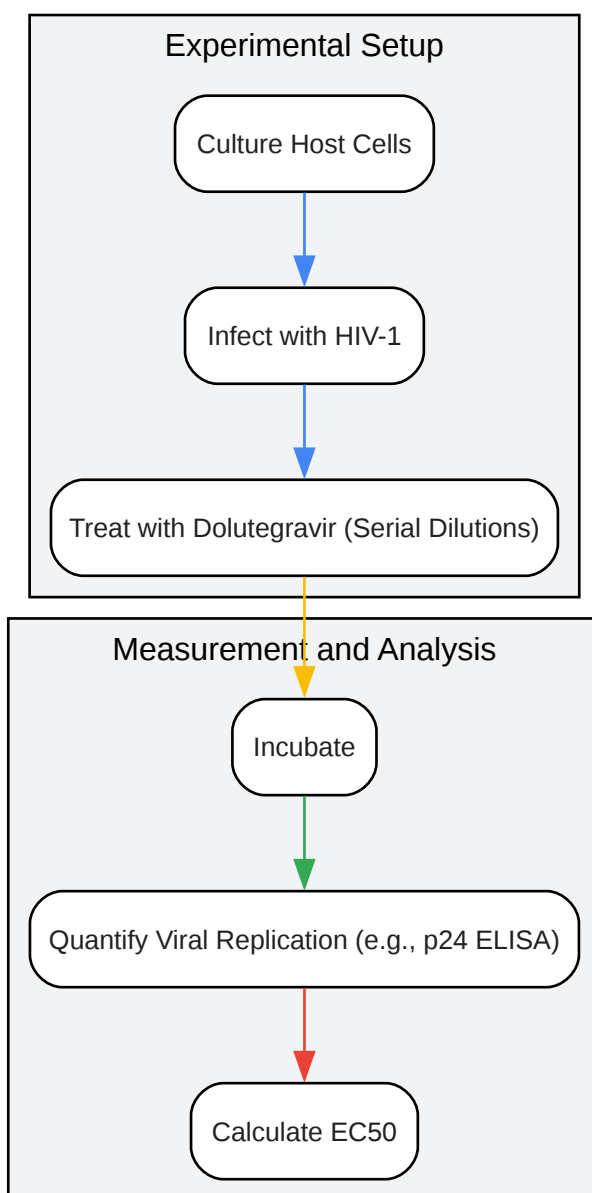 Experimental Setup
Culture Host Cells
Infect with HIV-1
Treat with Dolutegravir (Serial Dilutions)
Measurement and Analysis
Incubate
Quantify Viral Replication (e.g., p24 ELISA)
Calculate EC50